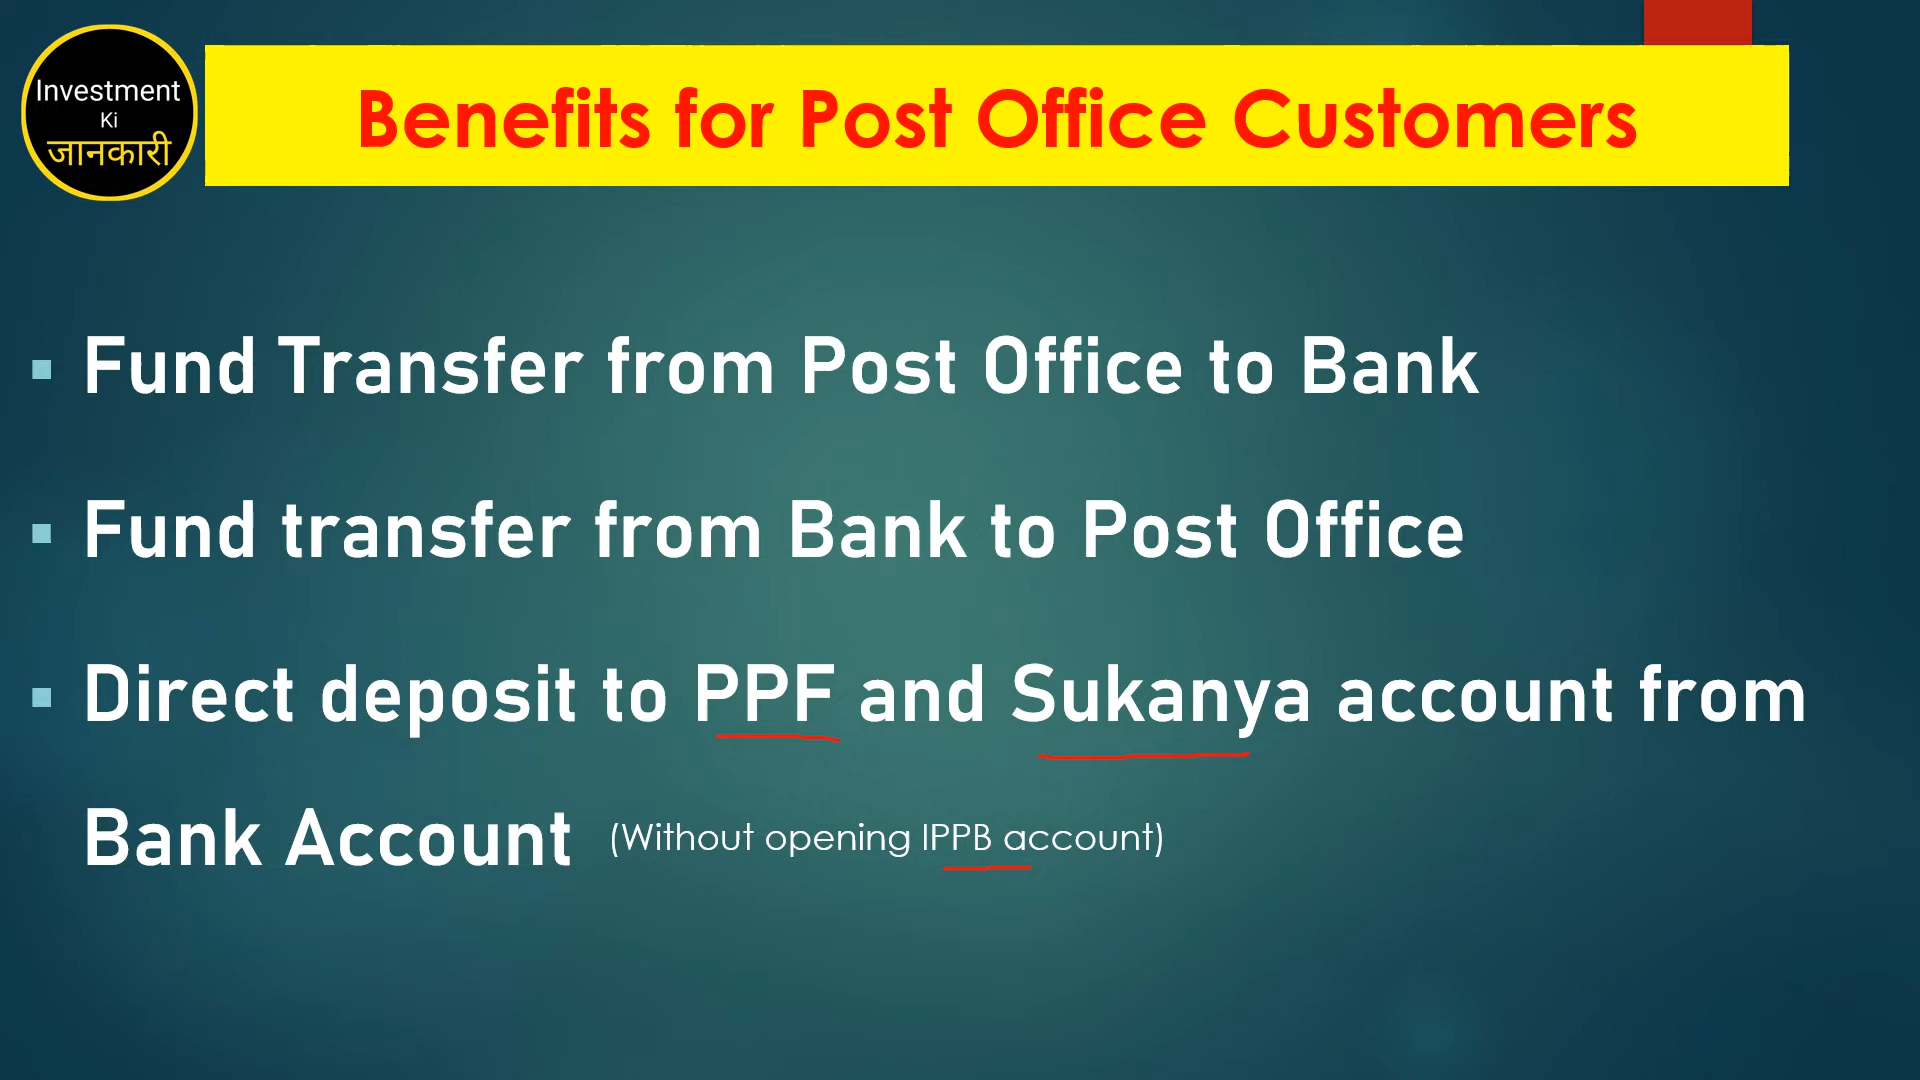 Investment
Ki
जानकारी
Benefits for Post Office Customers
Fund Transfer from Post Office to Bank
Fund transfer from Bank to Post Office
Direct deposit to PPF and Sukanya account from
Bank Account (Without opening IPPB account)